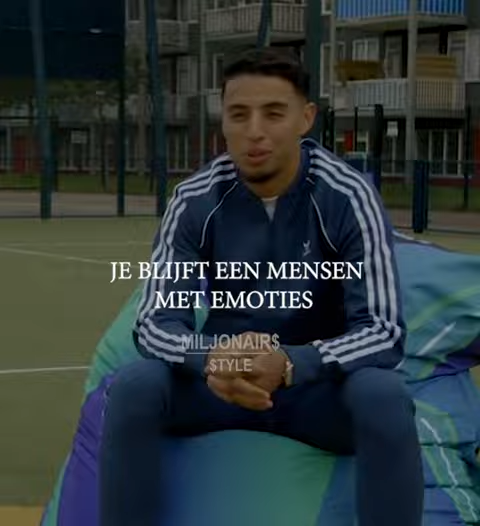 JE BLIJFT EEN MENSEN
MET EMOTIES
MILJONAIR$
$TYLE